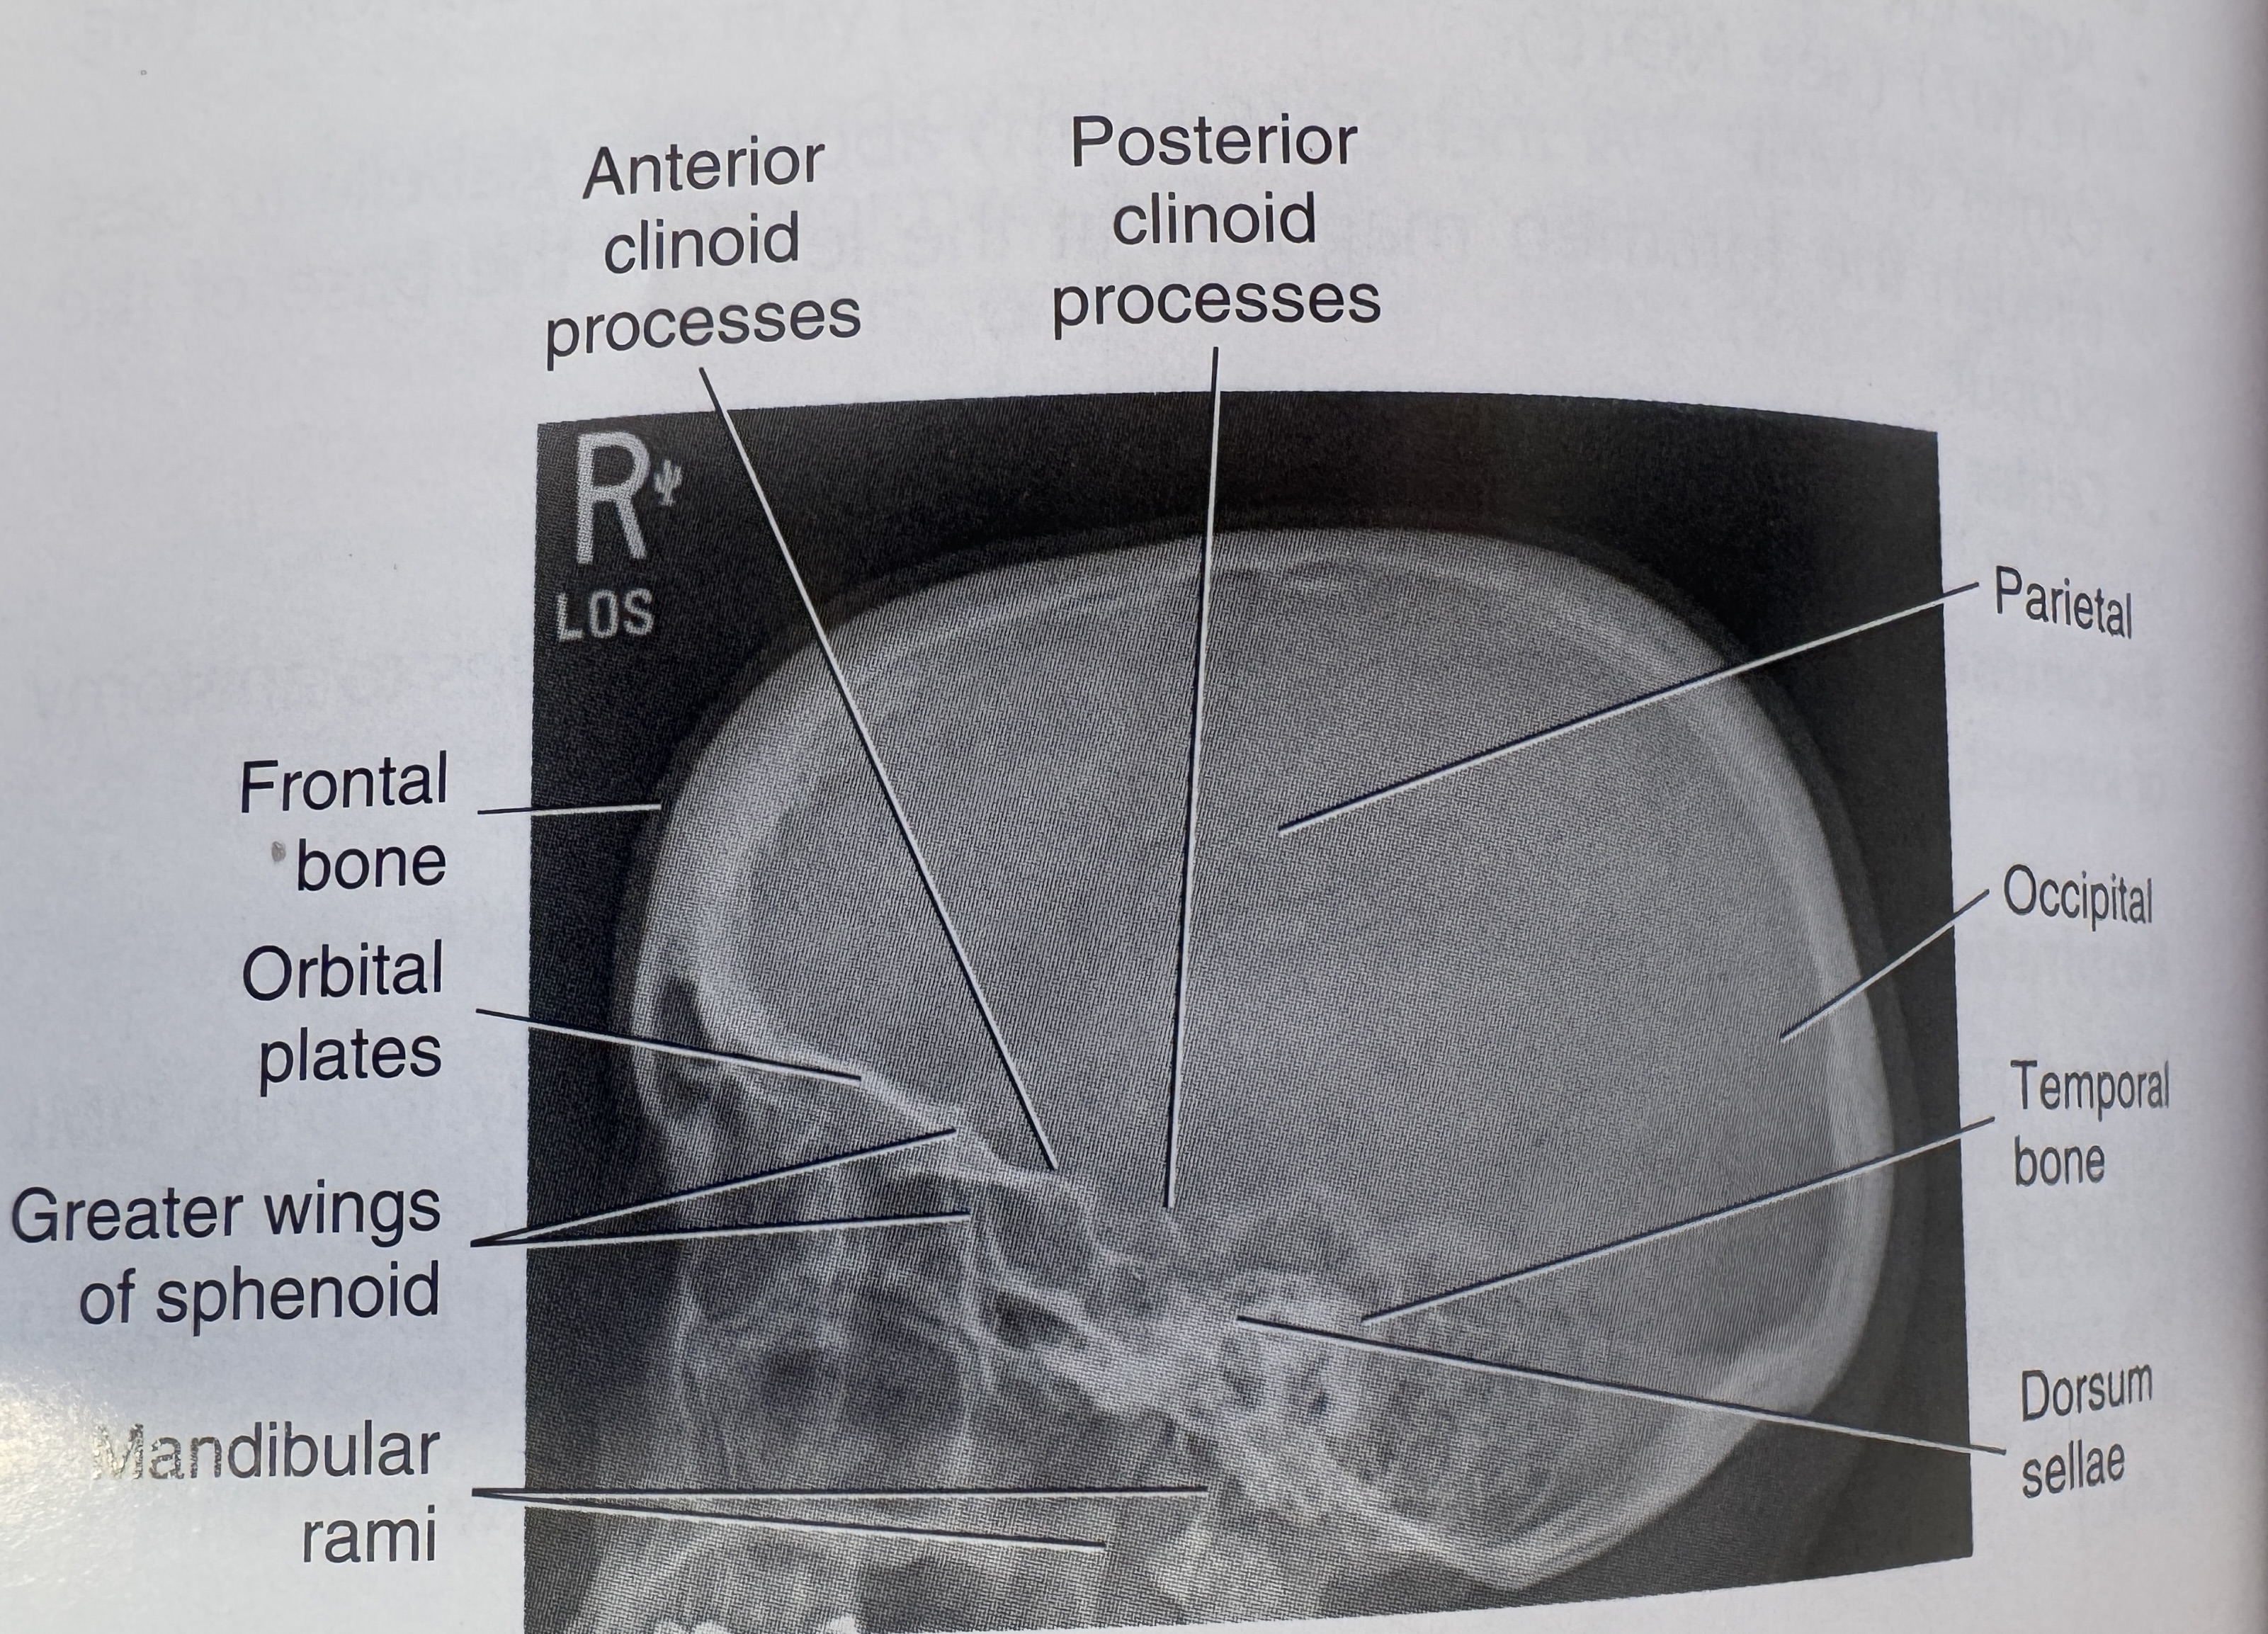 Anterior
clinoid
processes
Posterior
clinoid
processes
R
LOS
Parietal
Frontal
bone
Occipital
Orbital
plates
Temporal
bone
Greater wings
of sphenoid
Dorsum
sellae
Mandibular
rami